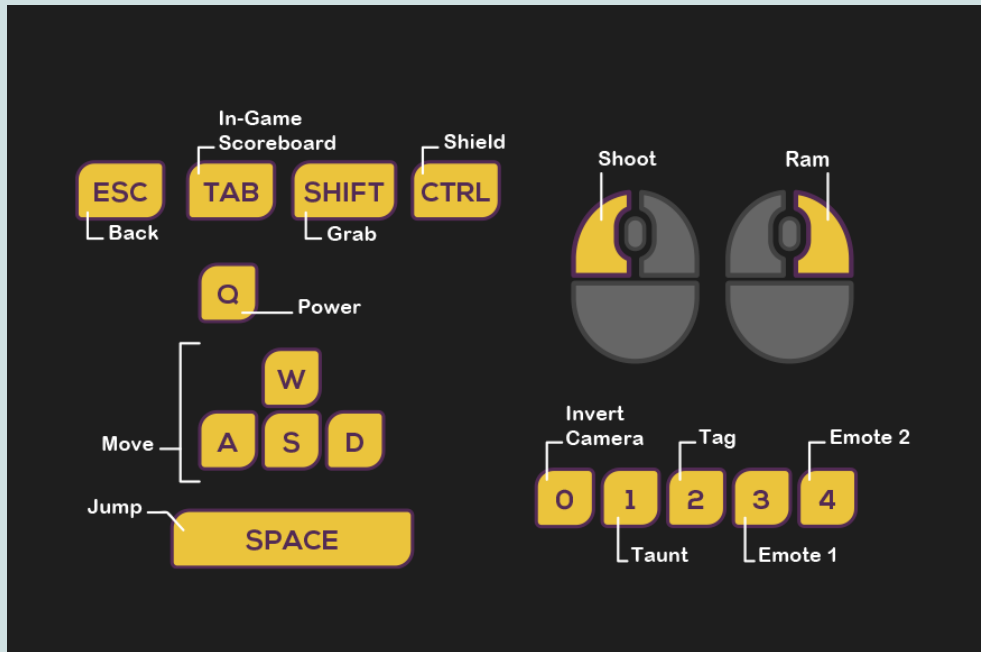 In-Game
Scoreboard
Shield
ESC
TAB
SHIFT
CTRL
Back
Grab
Q
Power
W
Move
A
S
D
Jump
SPACE
Shoot
Ram
Invert
Camera
Tag
Emote 2
0
1
2
3
4
Taunt
Emote 1